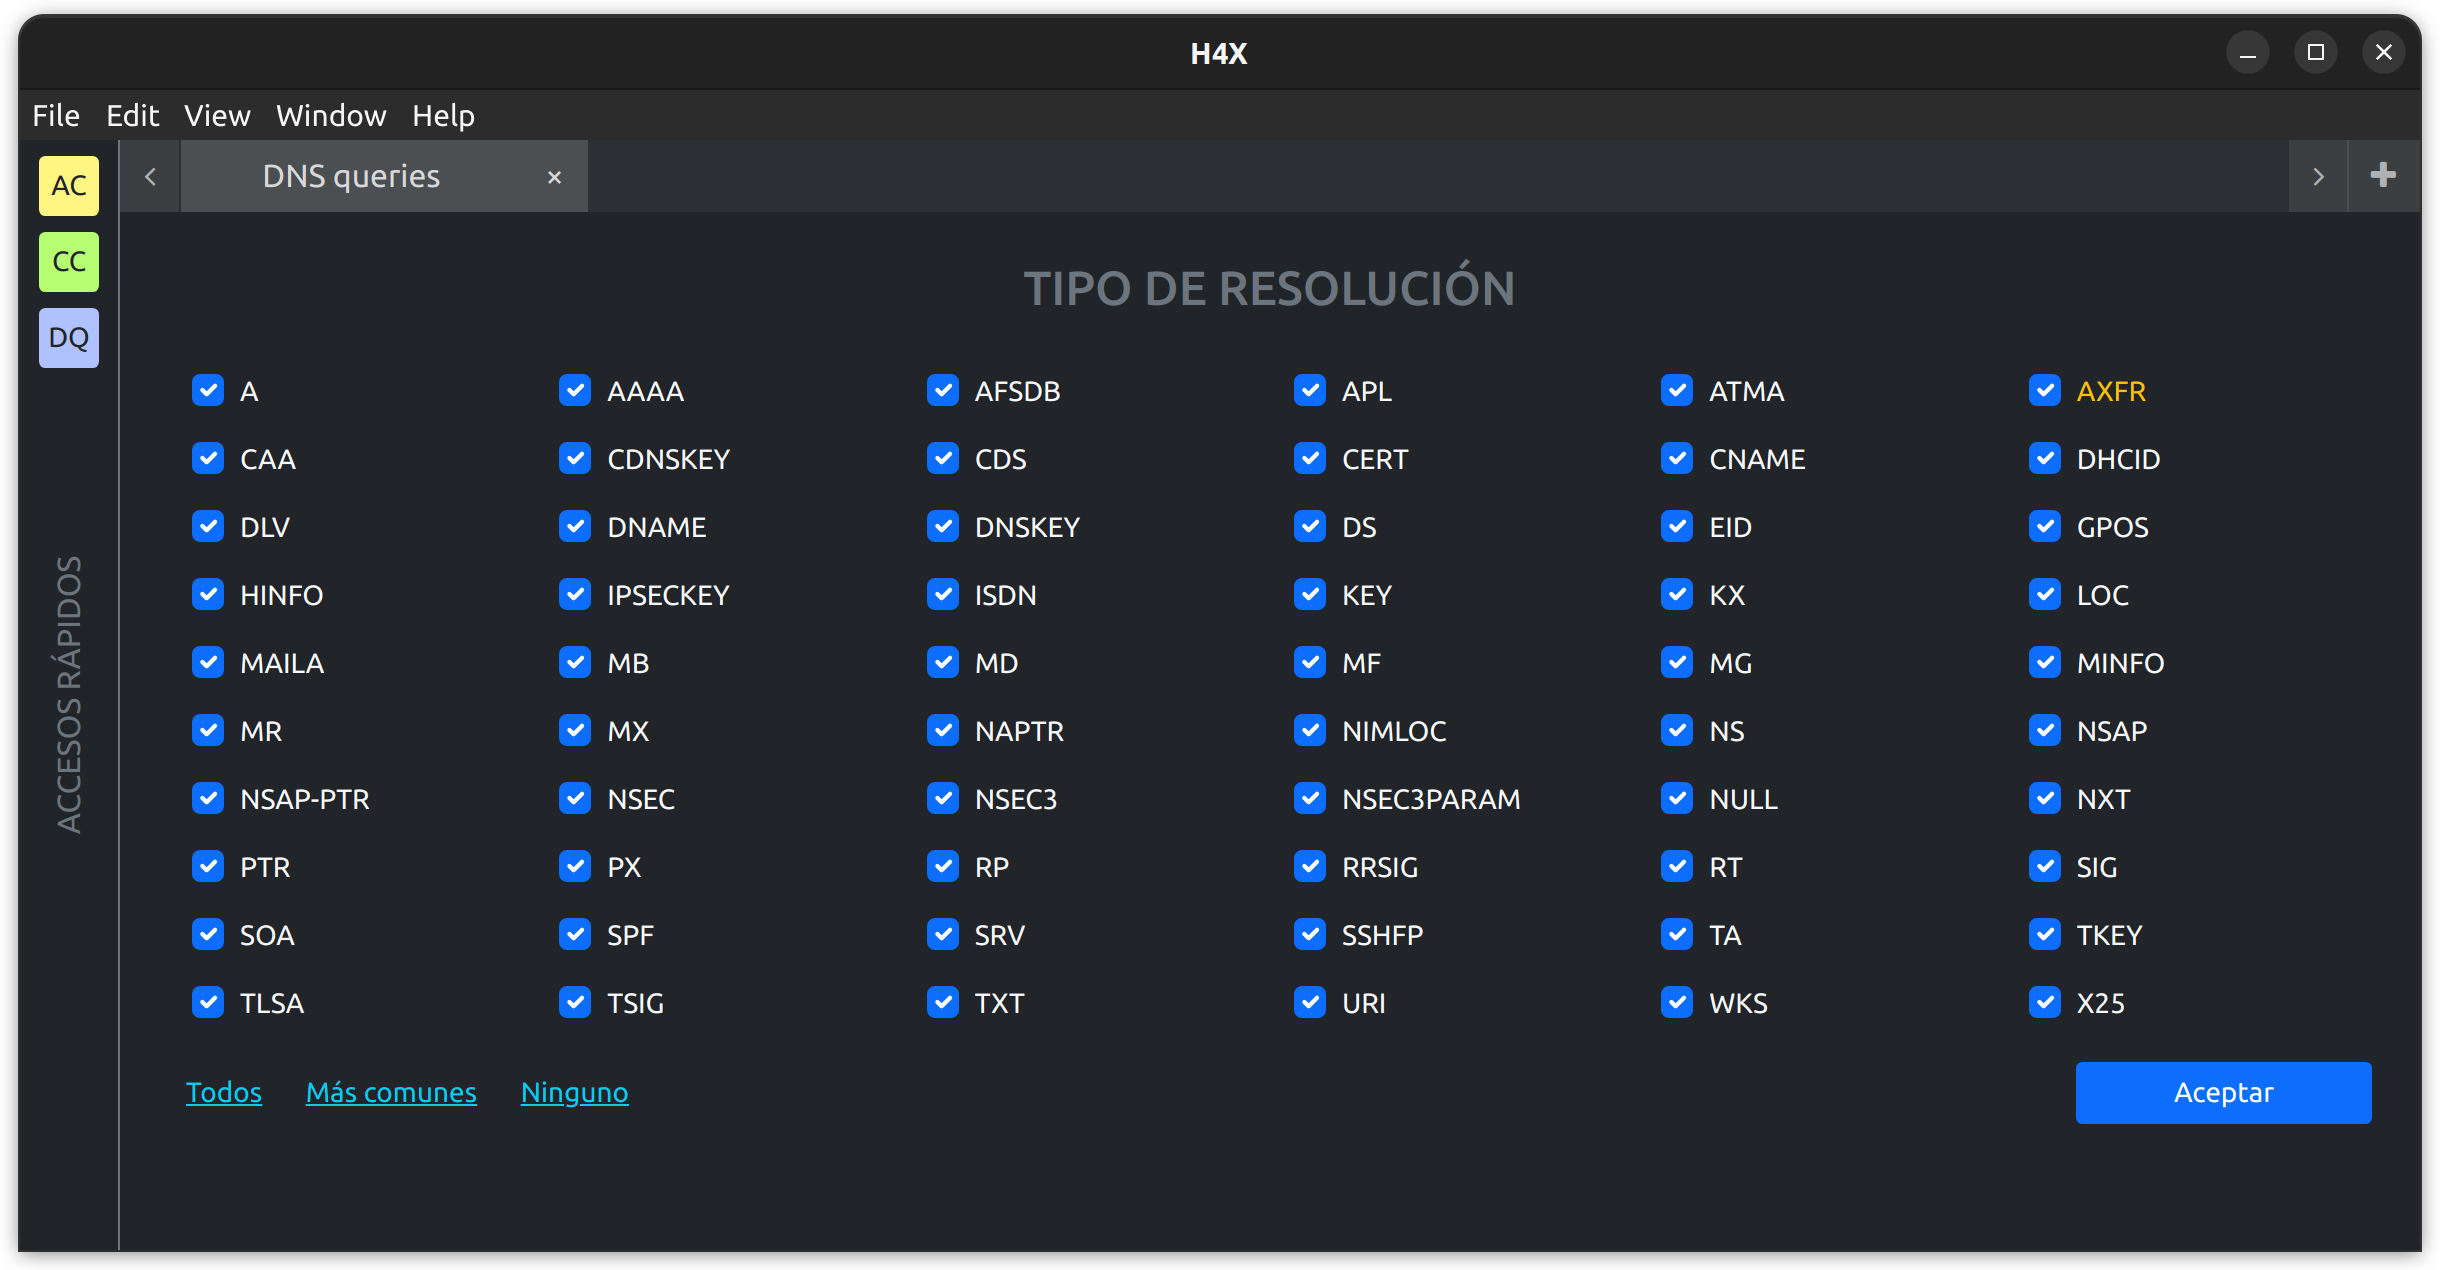 H4X
File Edit View Window Help
AC
CC
DQ
ACCESOS RÁPIDOS
DNS queries
TIPO DE RESOLUCIÓN
A AAAA AFSDB APL ATMA AXFR
CAA CDNSKEY CDS CERT CNAME DHCID
DLV DNAME DNSKEY DS EID GPOS
HINFO IPSECKEY ISDN KEY KX LOC
MAILA MB MD MF MG MINFO
MR MX NAPTR NIMLOC NS NSAP
NSAP-PTR NSEC NSEC3 NSEC3PARAM NULL NXT
PTR PX RP RRSIG RT SIG
SOA SPF SRV SSHFP TA TKEY
TLSA TSIG TXT URI WKS X25
Todos Más comunes Ninguno Aceptar